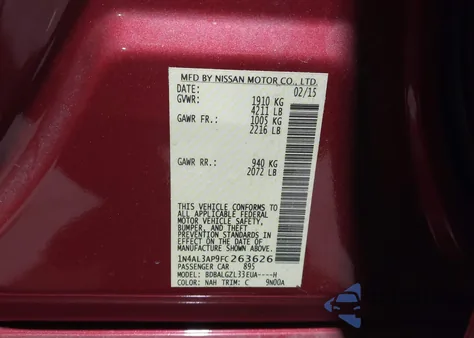 MFD BY NISSAN MOTOR CO., LTD.
DATE: 02/15
GVWR: 1910 KG
4211 LB
GAWR FR.: 1005 KG
2216 LB
GAWR RR.: 940 KG
2072 LB
THIS VEHICLE CONFORMS TO
ALL APPLICABLE FEDERAL
MOTOR VEHICLE SAFETY,
BUMPER, AND THEFT
PREVENTION STANDARDS IN
EFFECT ON THE DATE OF
MANUFACTURE SHOWN ABOVE.
1N4AL3AP9FC263626
PASSENGER CAR 895
MODEL: BDBALGZL33EUA----H
COLOR: NAH TRIM: C 9N00A